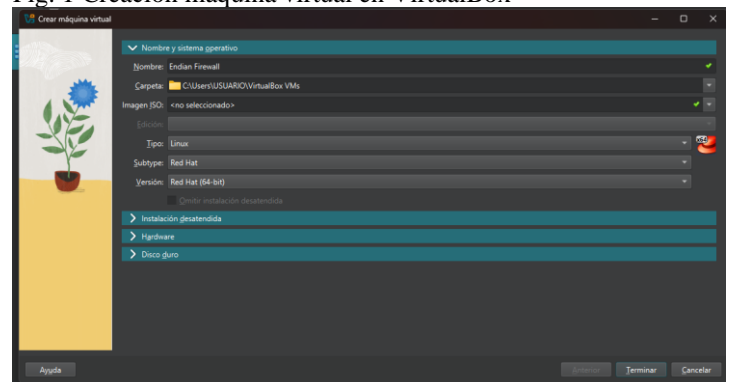 Fig. 1 Creación máquina virtual en VirtualBox
Crear máquina virtual
Nombre y sistema operativo
Nombre: Endian Firewall
Carpeta: C:\Users\USUARIO\VirtualBox VMs
Imagen ISO: <no seleccionado>
Edición:
Tipo: Linux
x64
Subtype: Red Hat
Versión: Red Hat (64-bit)
Omitir instalación desatendida
Instalación desatendida
Hardware
Disco duro
Ayuda Anterior Terminar Cancelar